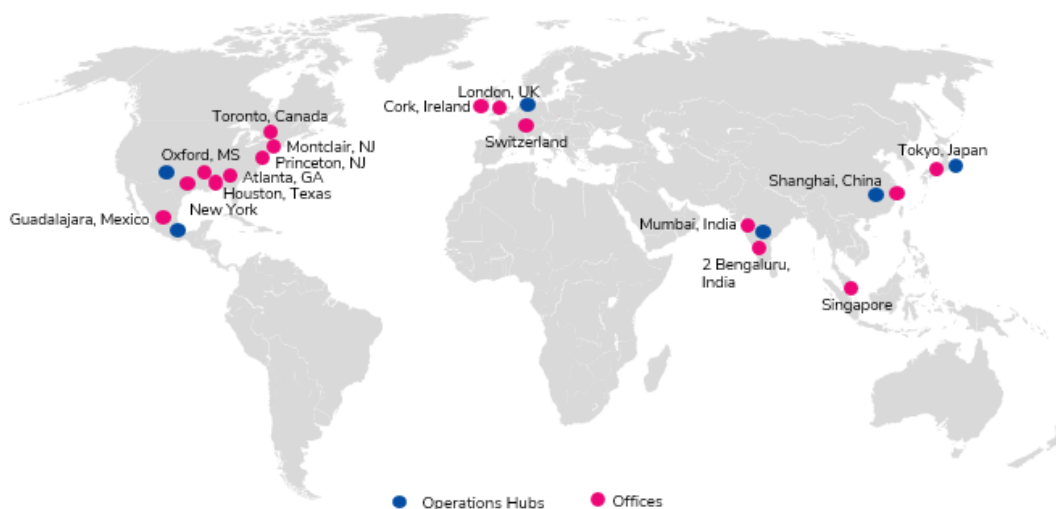 London, UK
Cork, Ireland
Toronto, Canada
Switzerland
Montclair, NJ
Tokyo, Japan
Oxford, MS
Princeton, NJ
Atlanta, GA
Shanghai, China
Houston, Texas
New York
Guadalajara, Mexico
Mumbai, India
2 Bengaluru,
India
Singapore
Operations Hubs
Offices